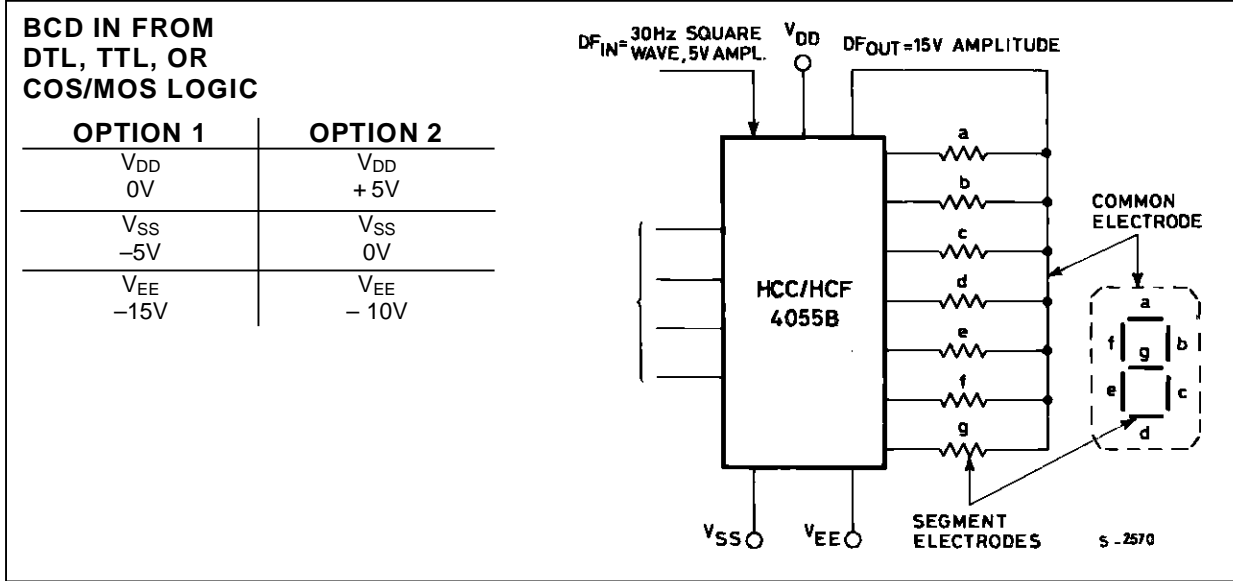 BCD IN FROM
DTL, TTL, OR
COS/MOS LOGIC
OPTION 1 OPTION 2
VDD VDD
0V + 5V
VSS VSS
–5V 0V
VEE VEE
–15V – 10V
DFIN= 30Hz SQUARE
WAVE, 5V AMPL.
VDD
DFOUT=15V AMPLITUDE
a
b
c
d
e
f
g
HCC/HCF
4055B
COMMON
ELECTRODE
a
f b
g
e c
d
VSS
VEE
SEGMENT
ELECTRODES
S-2570